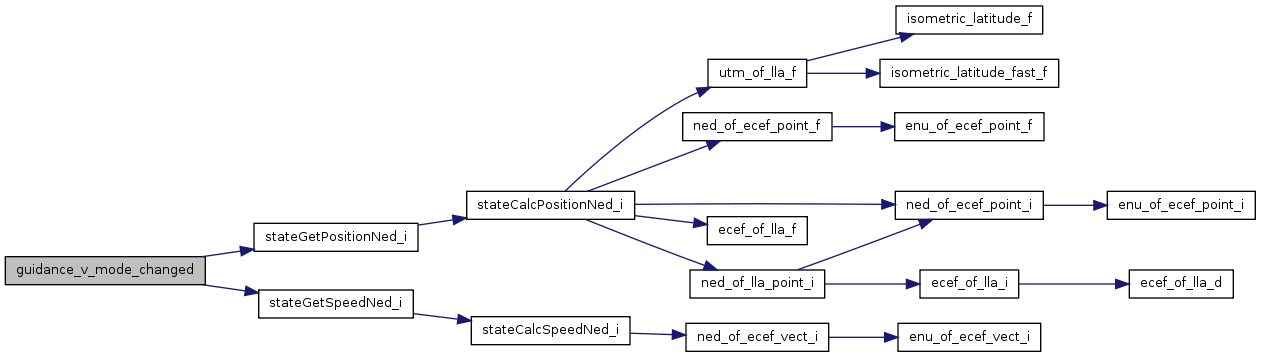 isometric_latitude_f
utm_of_lla_f
isometric_latitude_fast_f
ned_of_ecef_point_f
enu_of_ecef_point_f
stateCalcPositionNed_i
ned_of_ecef_point_i
enu_of_ecef_point_i
stateGetPositionNed_i
ecef_of_lla_f
guidance_v_mode_changed
ned_of_lla_point_i
ecef_of_lla_i
ecef_of_lla_d
stateGetSpeedNed_i
stateCalcSpeedNed_i
ned_of_ecef_vect_i
enu_of_ecef_vect_i